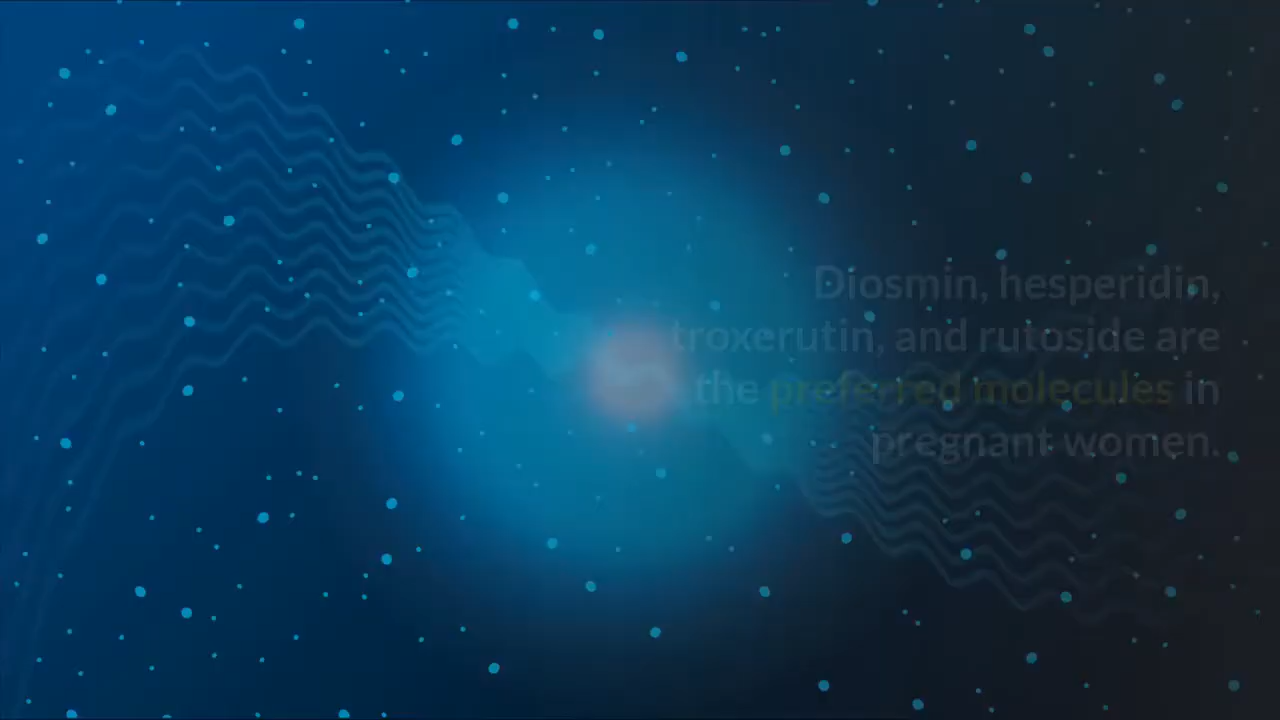 Diosmin, hesperidin,
troxerutin, and rutoside are
the preferred molecules in
pregnant women.